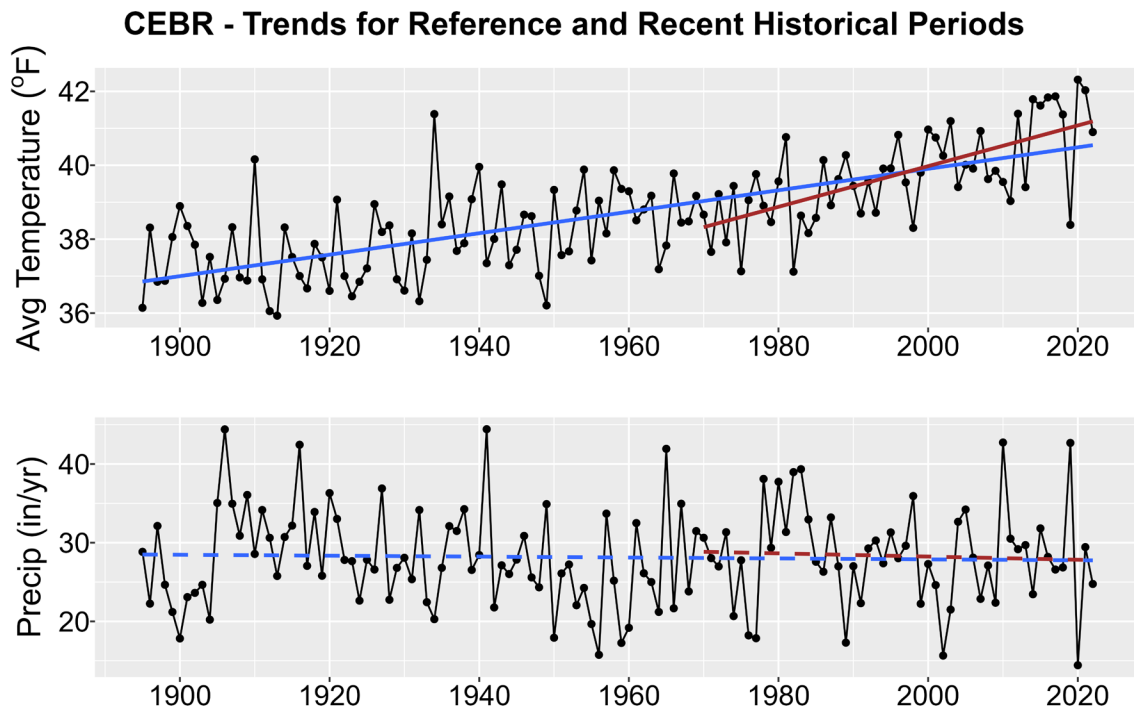 CEBR - Trends for Reference and Recent Historical Periods
Avg Temperature (°F)
42
40
38
36
1900 1920 1940 1960 1980 2000 2020
Precip (in/yr)
40
30
20
1900 1920 1940 1960 1980 2000 2020